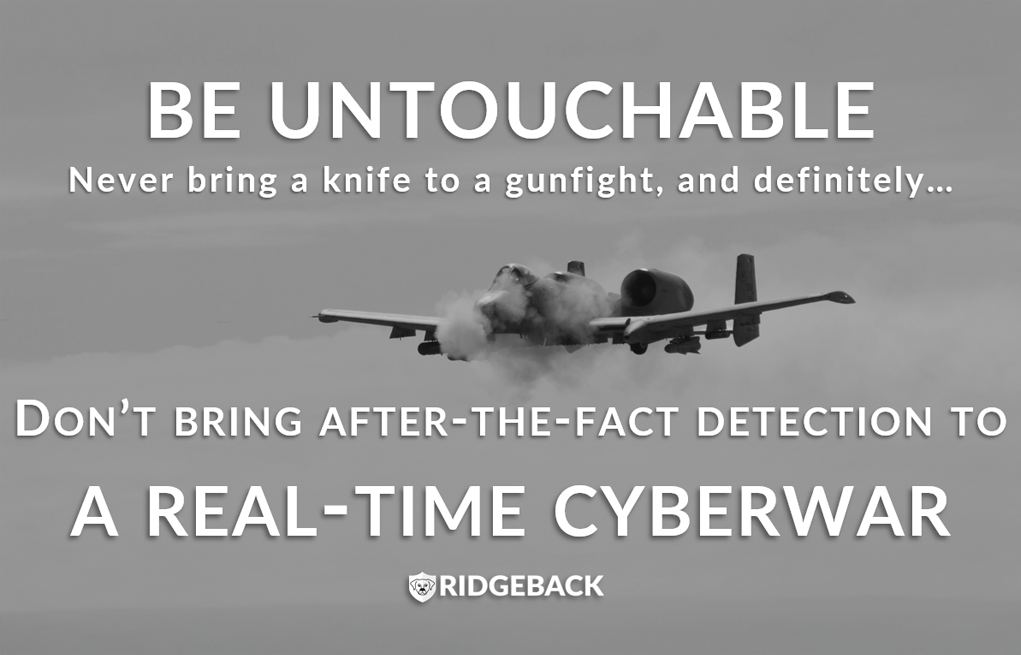 BE UNTOUCHABLE
Never bring a knife to a gunfight, and definitely...
DON'T BRING AFTER-THE-FACT DETECTION TO
A REAL-TIME CYBERWAR
RIDGEBACK